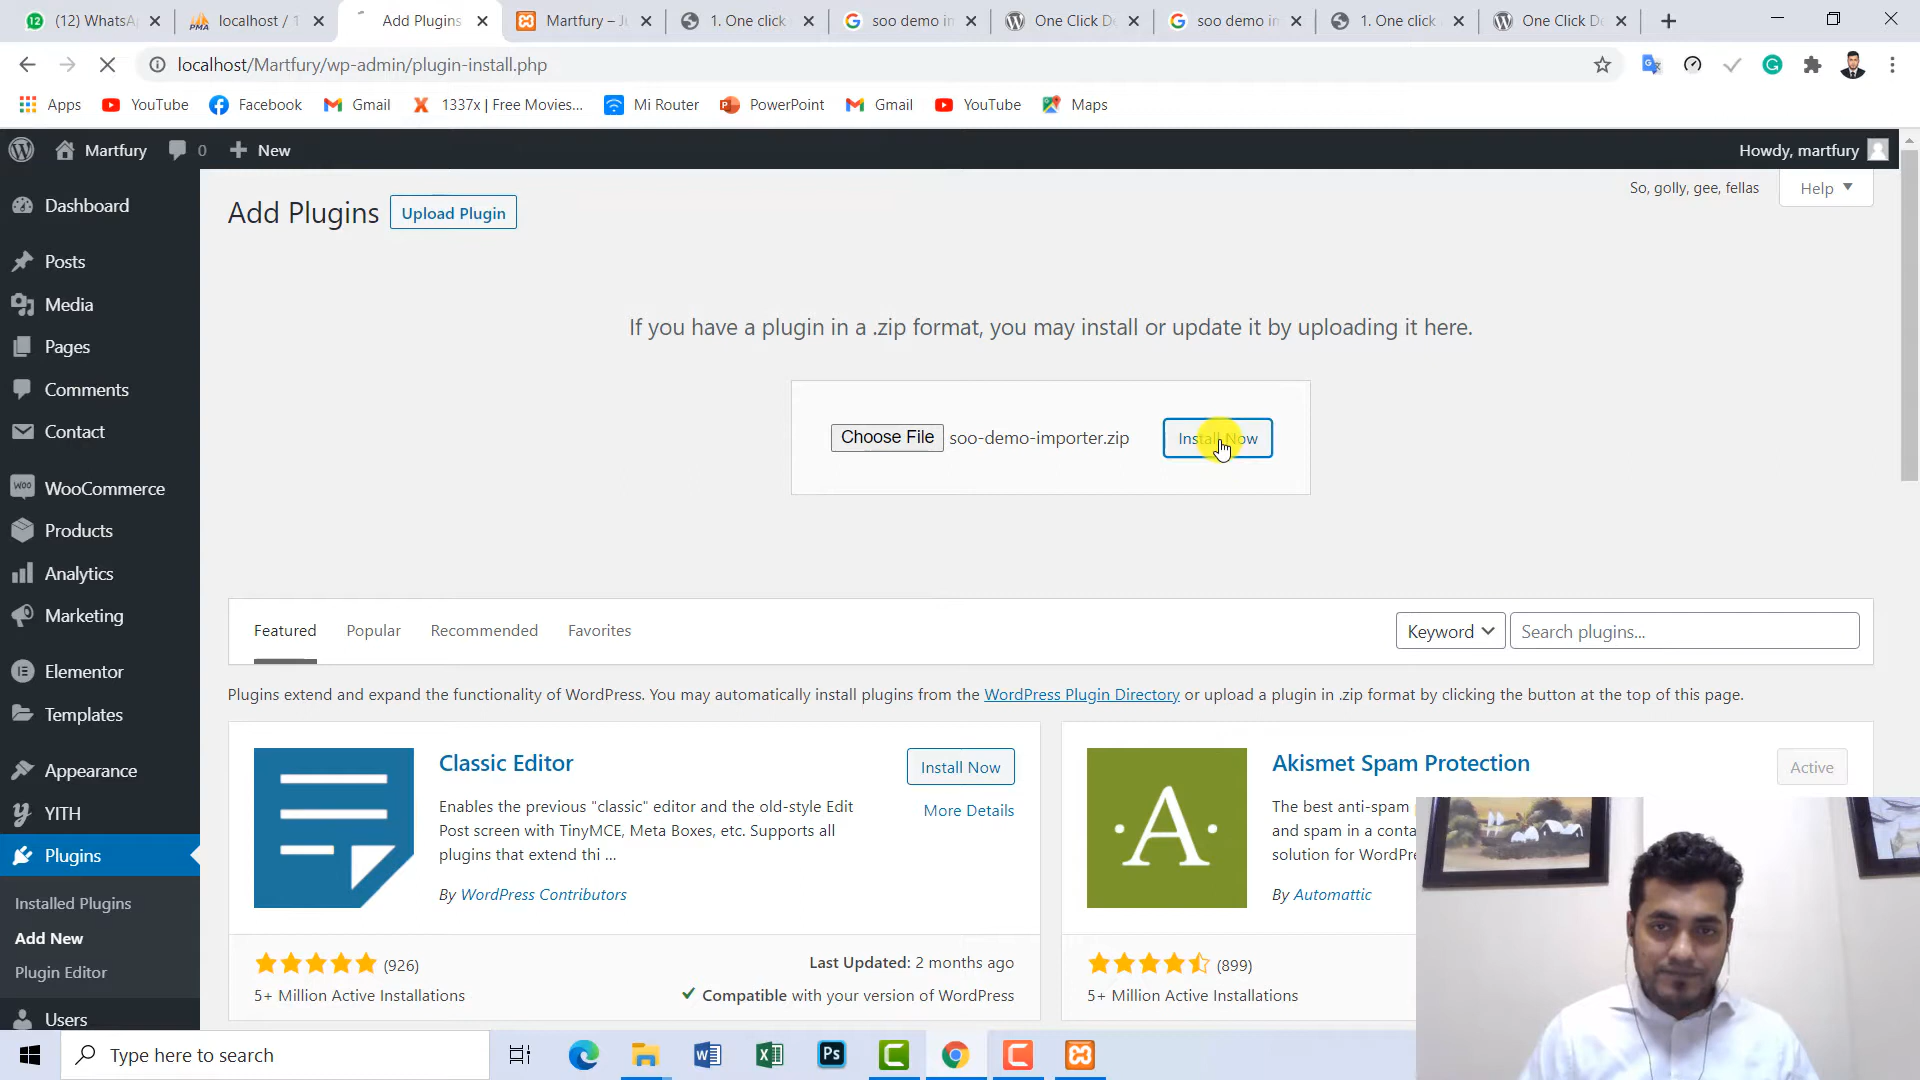 12
(12) WhatsA
PMA
localhost / 1
Add Plugins
Martfury – Ju
1. One click
soo demo in
One Click De
soo demo in
1. One click
One Click De
localhost/Martfury/wp-admin/plugin-install.php
Apps
YouTube
Facebook
Gmail
1337x | Free Movies...
Mi Router
PowerPoint
Gmail
YouTube
Maps
Martfury
0
New
Howdy, martfury
Dashboard
Posts
Media
Pages
Comments
Contact
WooCommerce
Products
Analytics
Marketing
Elementor
Templates
Appearance
YITH
Plugins
Installed Plugins
Add New
Plugin Editor
Users
So, golly, gee, fellas
Help
Add Plugins
Upload Plugin
If you have a plugin in a .zip format, you may install or update it by uploading it here.
Choose File soo-demo-importer.zip
Install Now
Featured
Popular
Recommended
Favorites
Keyword
Search plugins...
Plugins extend and expand the functionality of WordPress. You may automatically install plugins from the WordPress Plugin Directory or upload a plugin in .zip format by clicking the button at the top of this page.
Classic Editor
Install Now
More Details
Enables the previous "classic" editor and the old-style Edit
Post screen with TinyMCE, Meta Boxes, etc. Supports all
plugins that extend thi ...
By WordPress Contributors
(926)
5+ Million Active Installations
Last Updated: 2 months ago
Compatible with your version of WordPress
Akismet Spam Protection
Active
The best anti-spam
and spam in a conta
solution for WordPre
By Automattic
(899)
5+ Million Active Installations
Type here to search